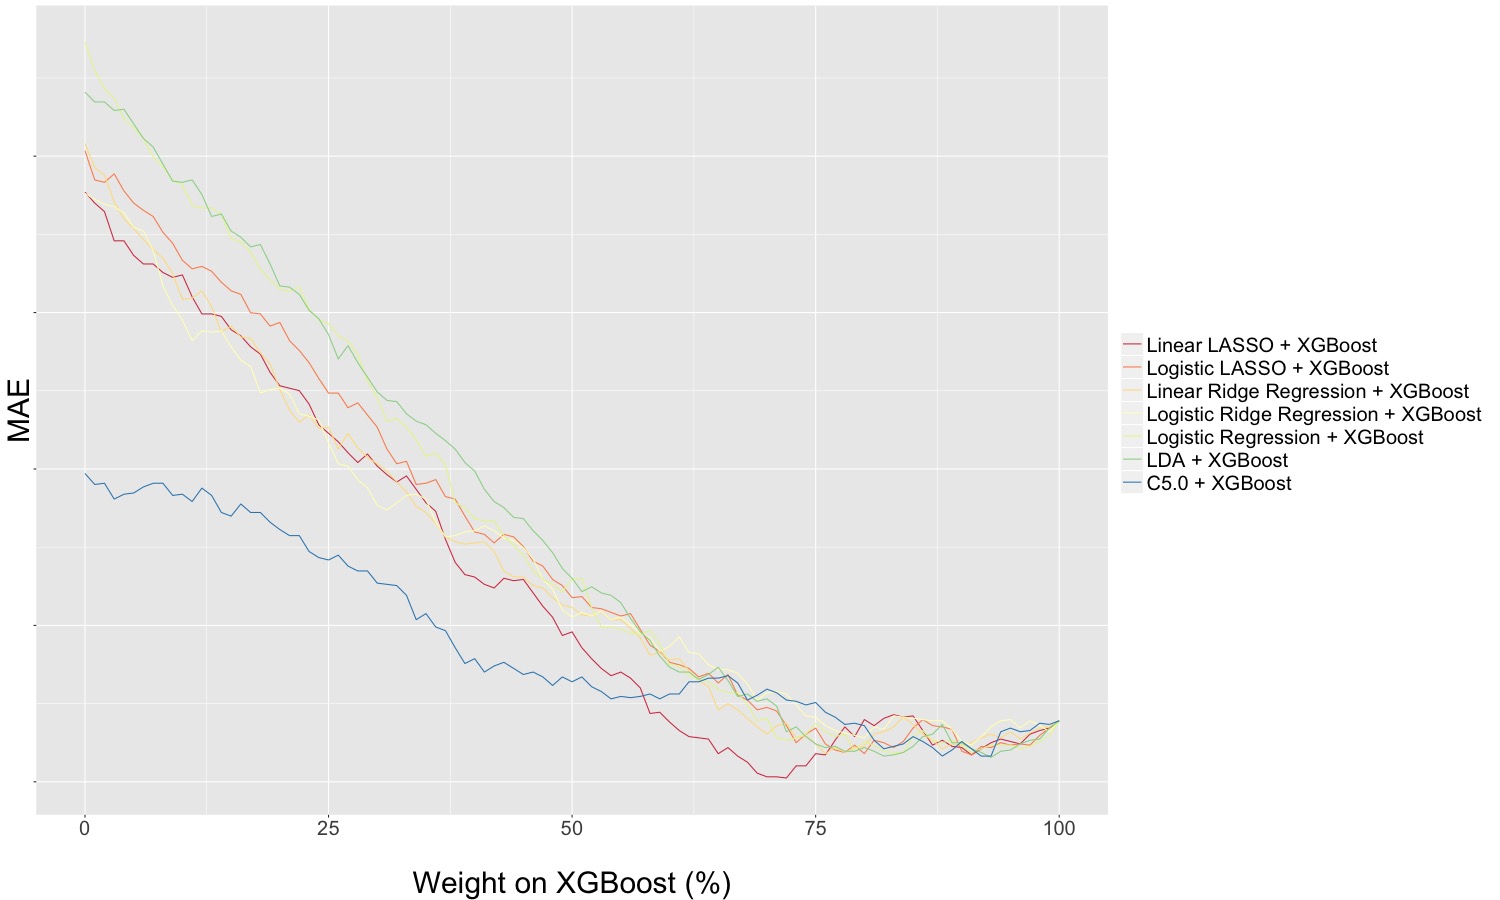 MAE
0
25
50
75
100
Weight on XGBoost (%)
Linear LASSO + XGBoost
Logistic LASSO + XGBoost
Linear Ridge Regression + XGBoost
Logistic Ridge Regression + XGBoost
Logistic Regression + XGBoost
LDA + XGBoost
C5.0 + XGBoost